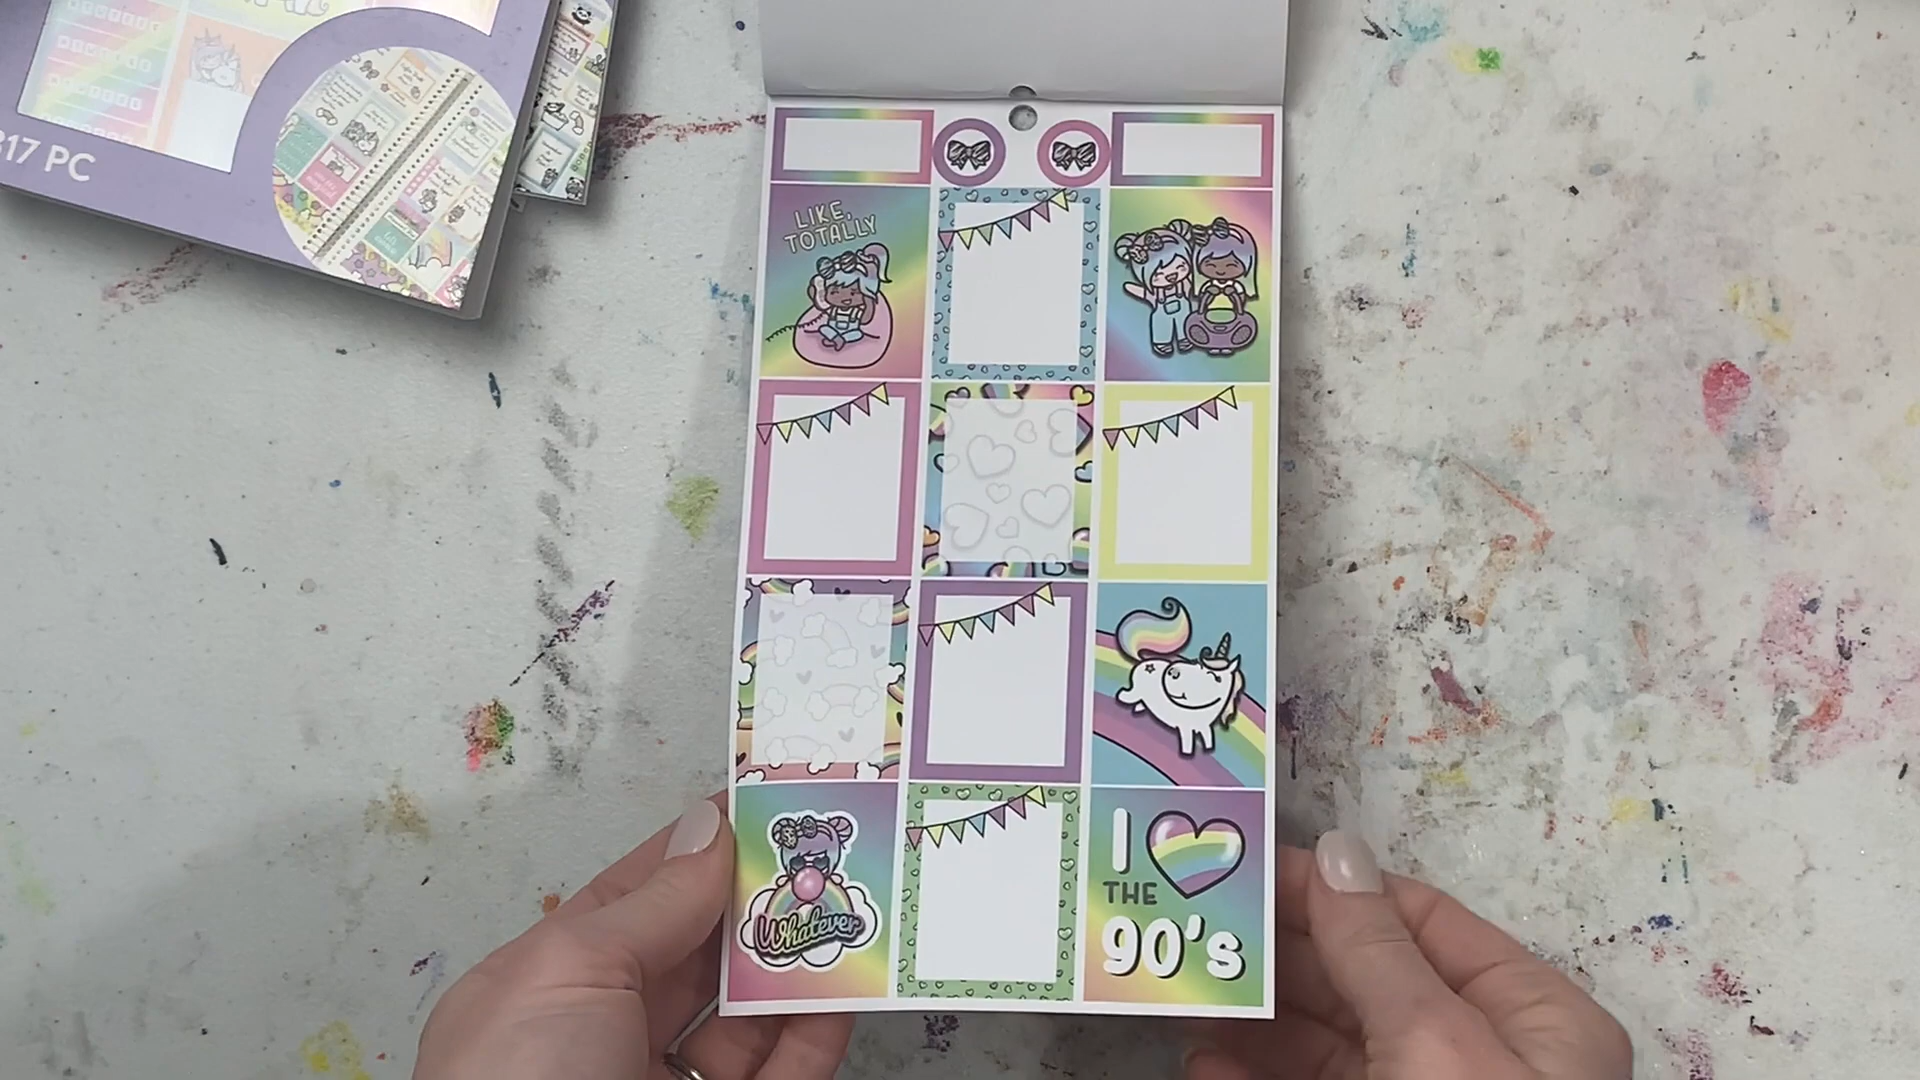 317 PC
LIKE,
TOTALLY
Whatever
I
THE
90's